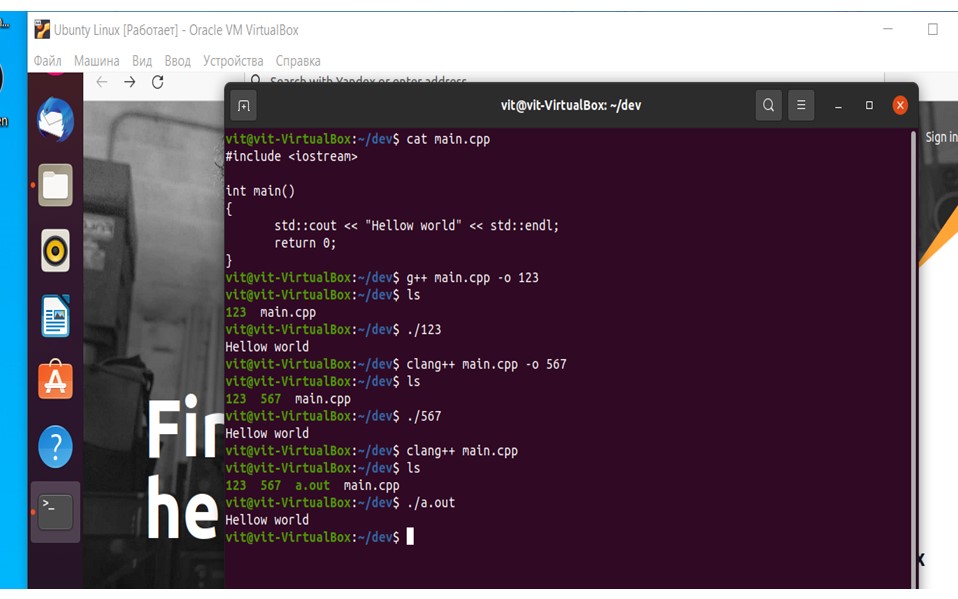 Ubunty Linux [Работает] - Oracle VM VirtualBox
Файл Машина Вид Ввод Устройства Справка
Search with Yandex or enter address
vit@vit-VirtualBox: ~/dev
Sign in
vit@vit-VirtualBox:~/dev$ cat main.cpp
#include <iostream>
int main()
{
std::cout << "Hellow world" << std::endl;
return 0;
}
vit@vit-VirtualBox:~/dev$ g++ main.cpp -o 123
vit@vit-VirtualBox:~/dev$ ls
123 main.cpp
vit@vit-VirtualBox:~/dev$ ./123
Hellow world
vit@vit-VirtualBox:~/dev$ clang++ main.cpp -o 567
vit@vit-VirtualBox:~/dev$ ls
123 567 main.cpp
vit@vit-VirtualBox:~/dev$ ./567
Hellow world
vit@vit-VirtualBox:~/dev$ clang++ main.cpp
vit@vit-VirtualBox:~/dev$ ls
123 567 a.out main.cpp
vit@vit-VirtualBox:~/dev$ ./a.out
Hellow world
vit@vit-VirtualBox:~/dev$
Fir
he